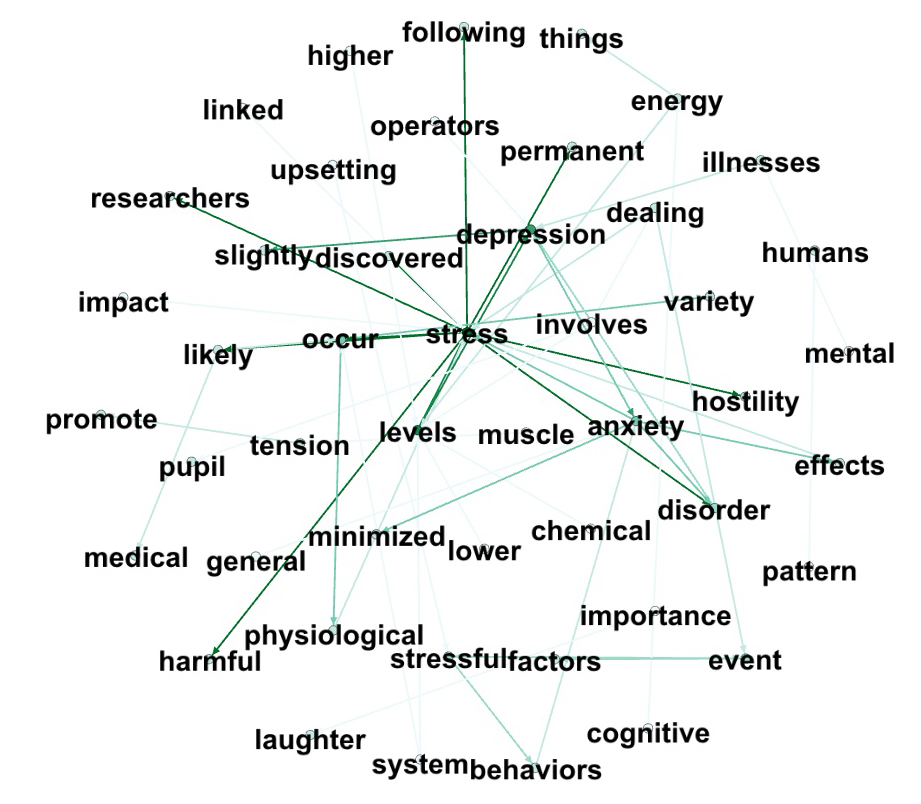 following
things
higher
energy
linked
operators
permanent
upsetting
illnesses
researchers
dealing
depression
slightly
discovered
humans
impact
variety
involves
stress
occur
likely
mental
hostility
promote
anxiety
levels
muscle
tension
pupil
effects
disorder
chemical
minimized
lower
medical
general
pattern
importance
physiological
harmful
stressful
factors
event
laughter
cognitive
system
behaviors